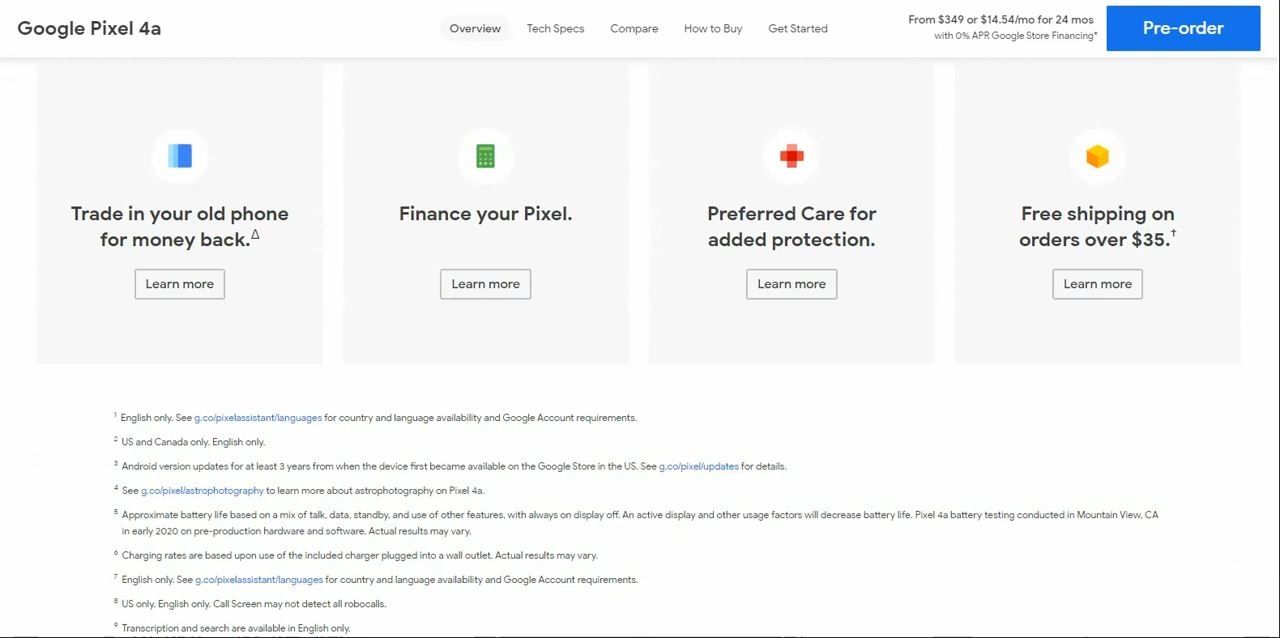 Google Pixel 4a
Overview
Tech Specs
Compare
How to Buy
Get Started
From $349 or $14.54/mo for 24 mos
with 0% APR Google Store Financing*
Pre-order
Trade in your old phone
for money back.Δ
Learn more
Finance your Pixel.
Learn more
Preferred Care for
added protection.
Learn more
Free shipping on
orders over $35.†
Learn more
1 English only. See g.co/pixelassistant/languages for country and language availability and Google Account requirements.
2 US and Canada only. English only.
3 Android version updates for at least 3 years from when the device first became available on the Google Store in the US. See g.co/pixel/updates for details.
4 See g.co/pixel/astrophotography to learn more about astrophotography on Pixel 4a.
5 Approximate battery life based on a mix of talk, data, standby, and use of other features, with always on display off. An active display and other usage factors will decrease battery life. Pixel 4a battery testing conducted in Mountain View, CA
in early 2020 on pre-production hardware and software. Actual results may vary.
6 Charging rates are based upon use of the included charger plugged into a wall outlet. Actual results may vary.
7 English only. See g.co/pixelassistant/languages for country and language availability and Google Account requirements.
8 US only. English only. Call Screen may not detect all robocalls.
9 Transcription and search are available in English only.